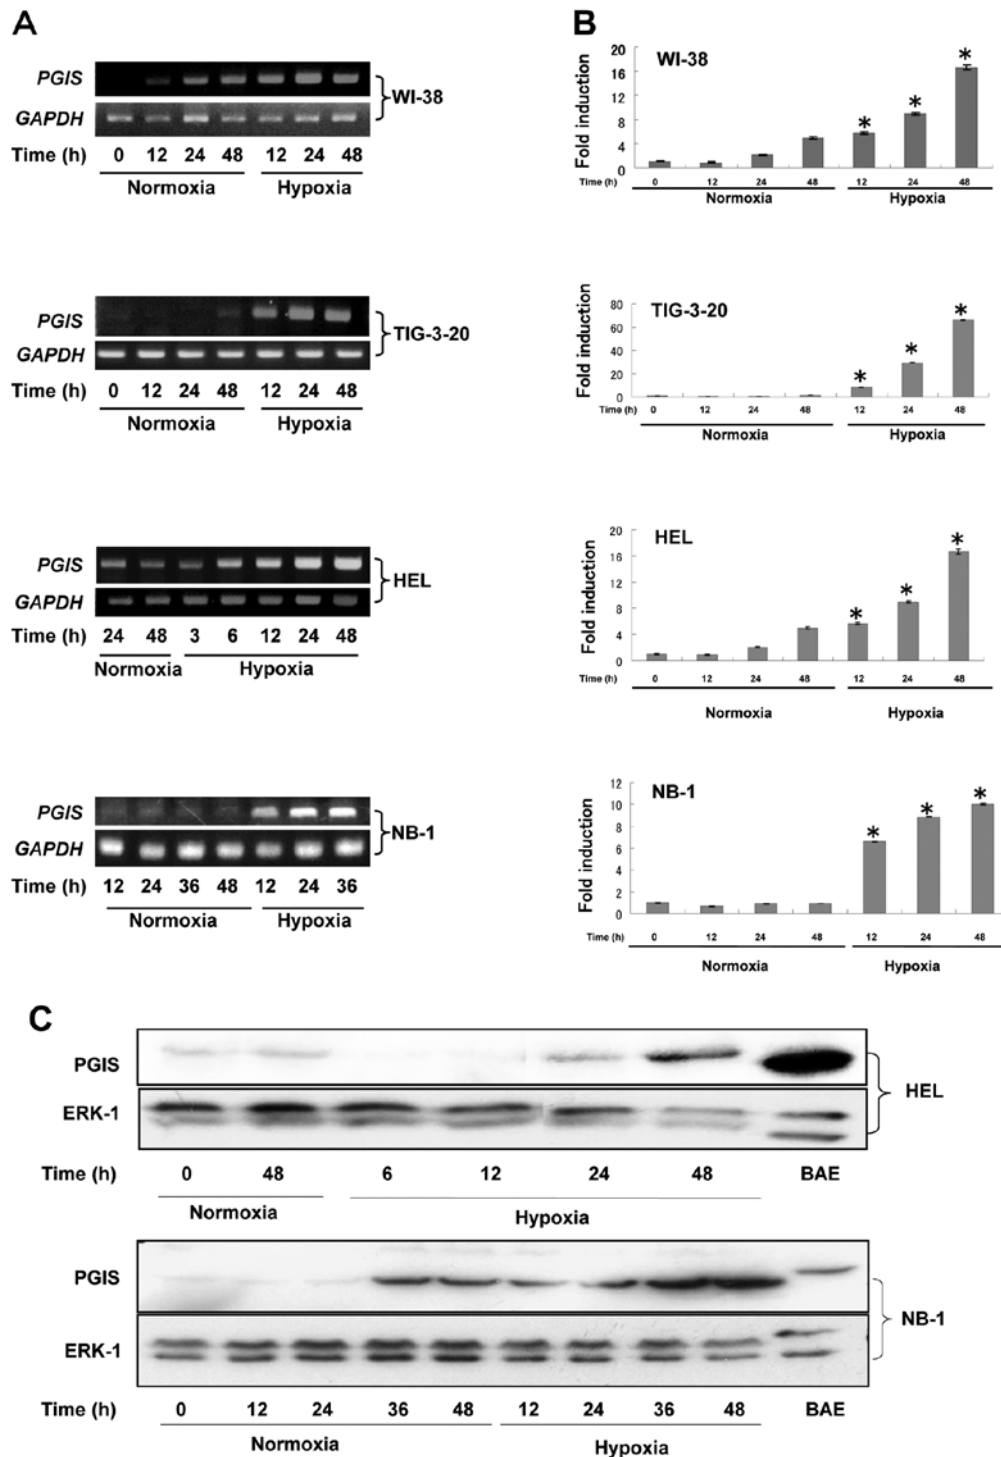 A
PGIS
GAPDH
WI-38
Time (h) 0 12 24 48 12 24 48
Normoxia Hypoxia
PGIS
GAPDH
TIG-3-20
Time (h) 0 12 24 48 12 24 48
Normoxia Hypoxia
PGIS
GAPDH
HEL
Time (h) 24 48 3 6 12 24 48
Normoxia Hypoxia
PGIS
GAPDH
NB-1
Time (h) 12 24 36 48 12 24 36
Normoxia Hypoxia
B
WI-38
Fold induction
20
16
12
8
4
0
* * *
Time (h) 0 12 24 48 12 24 48
Normoxia Hypoxia
TIG-3-20
Fold induction
80
60
40
20
0
* * *
Time (h) 0 12 24 48 12 24 48
Normoxia Hypoxia
HEL
Fold induction
20
16
12
8
4
0
* * *
Time (h) 0 12 24 48 12 24 48
Normoxia Hypoxia
NB-1
Fold induction
12
10
8
6
4
2
0
* * *
Time (h) 0 12 24 48 12 24 48
Normoxia Hypoxia
C
PGIS
ERK-1
HEL
Time (h) 0 48 6 12 24 48 BAE
Normoxia Hypoxia
PGIS
ERK-1
NB-1
Time (h) 0 12 24 36 48 12 24 36 48 BAE
Normoxia Hypoxia